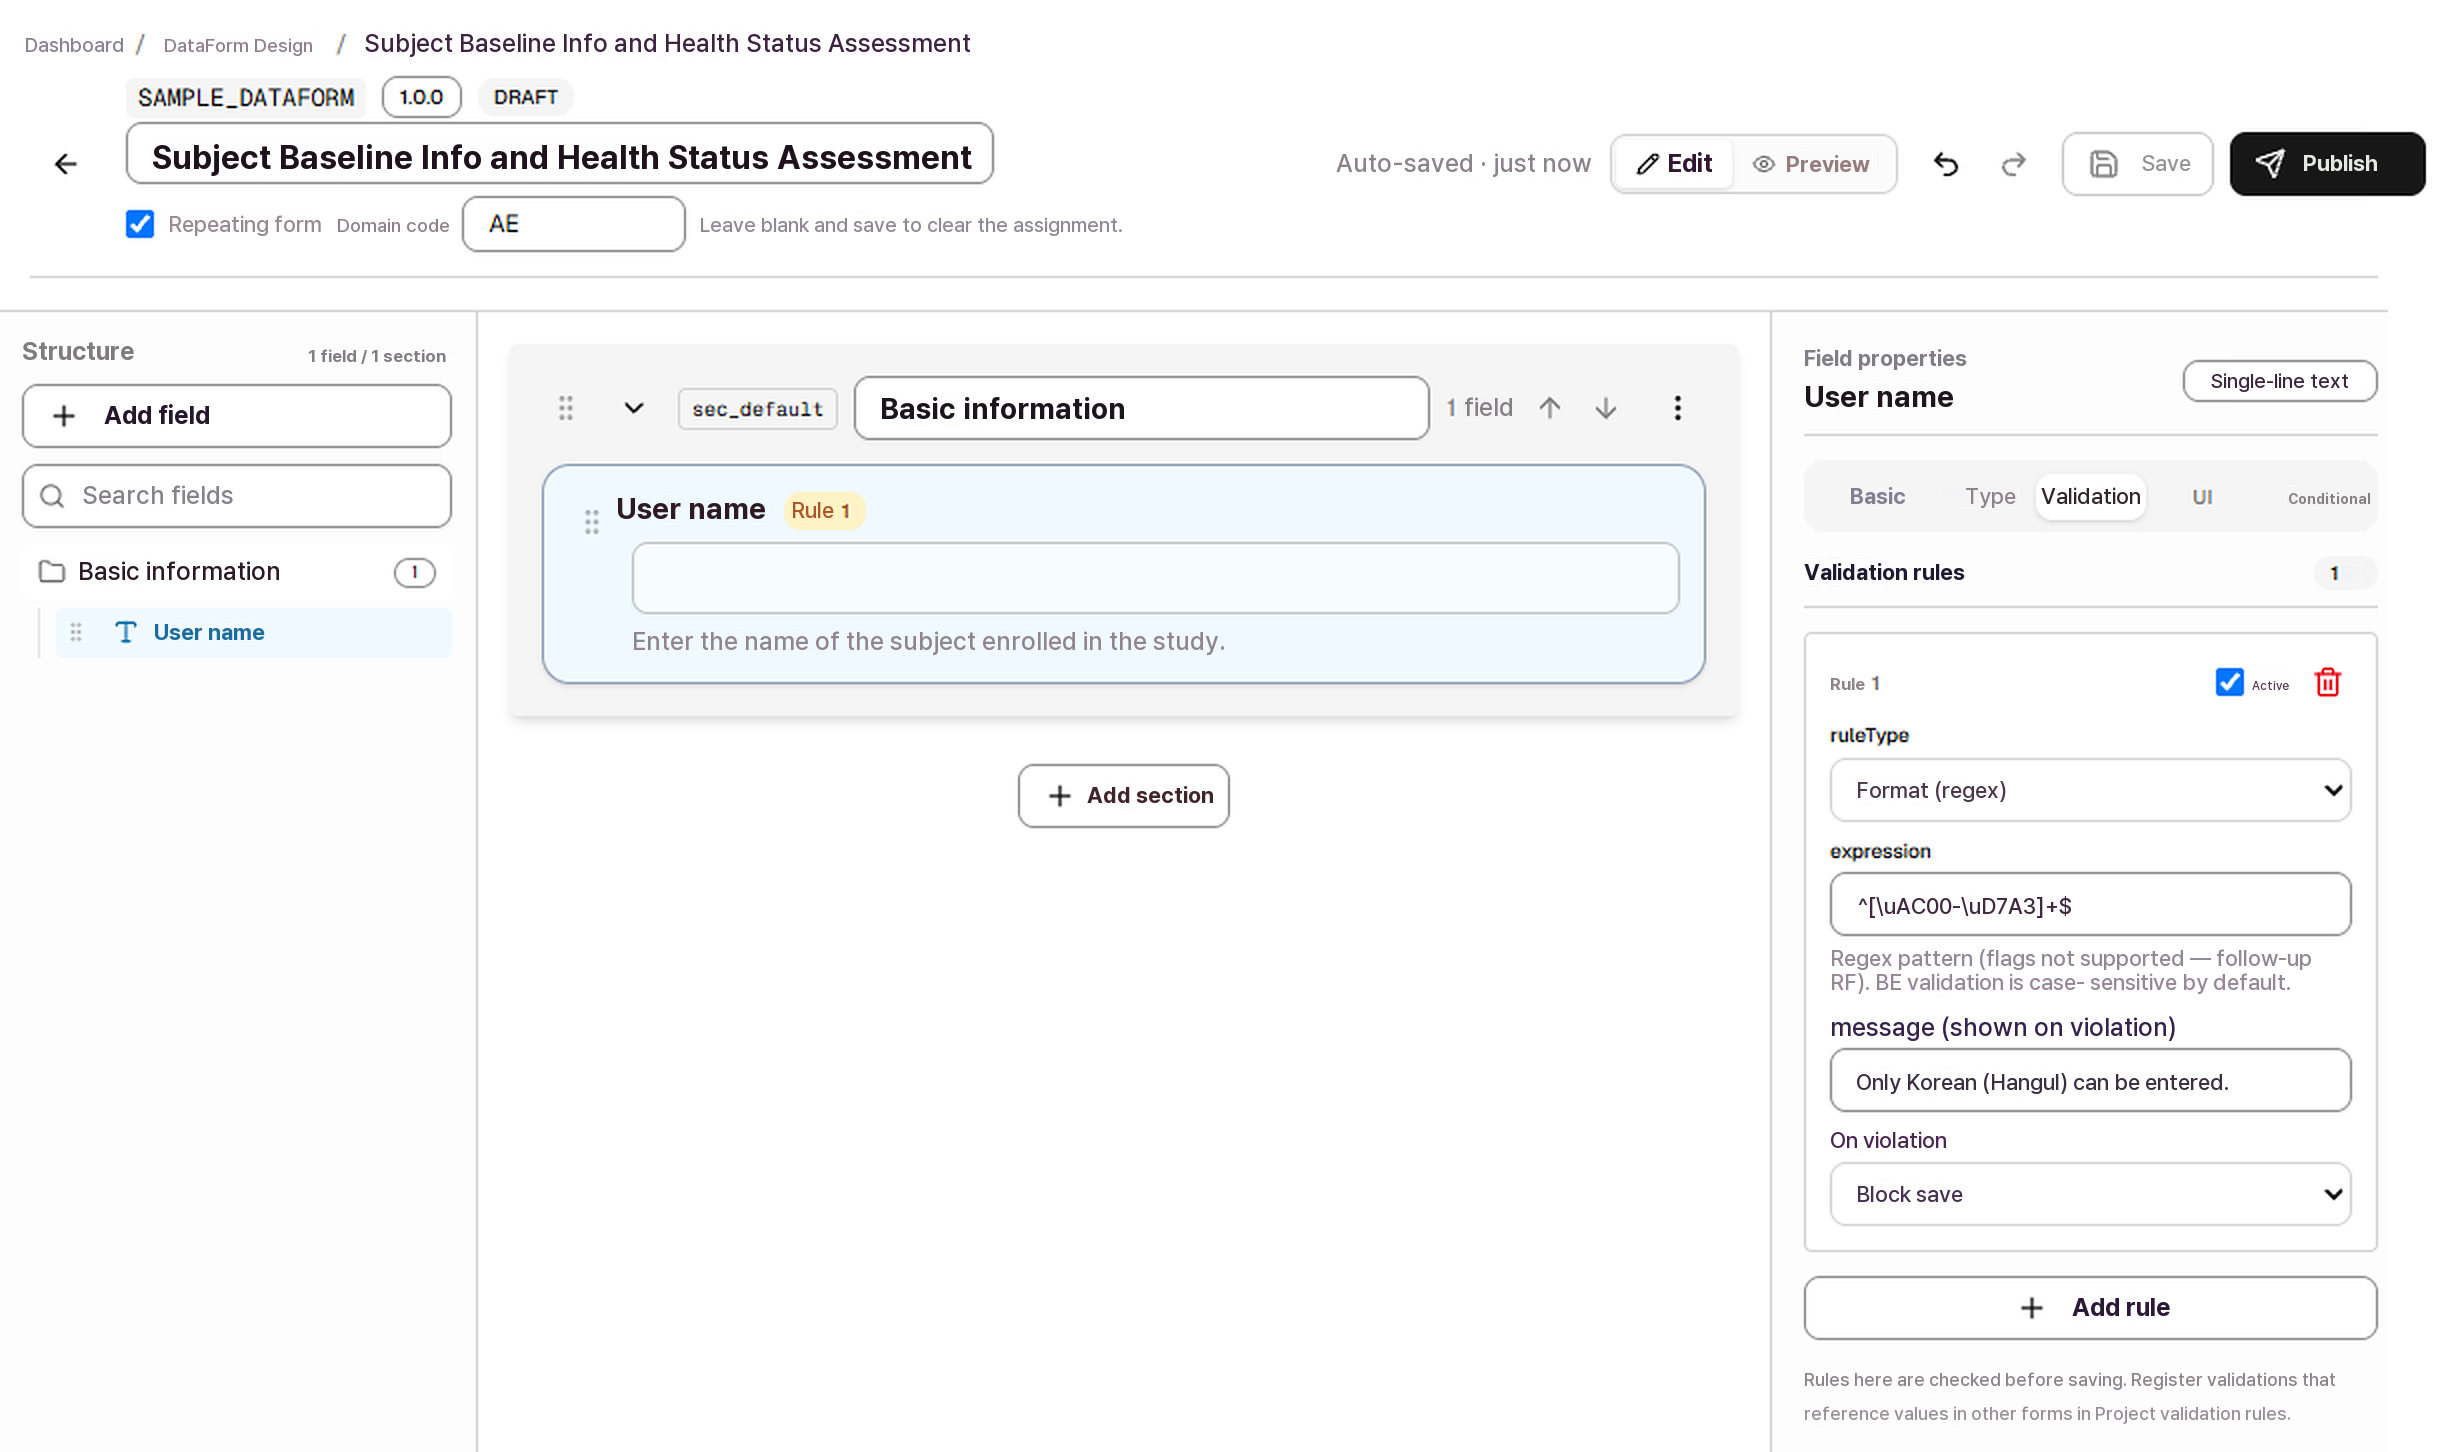 Dashboard / DataForm Design / Subject Baseline Info and Health Status Assessment
SAMPLE_DATAFORM 1.0.0 DRAFT
Subject Baseline Info and Health Status Assessment
Auto-saved · just now Edit Preview Save Publish
Repeating form Domain code AE Leave blank and save to clear the assignment.
Structure 1 field / 1 section
Add field
Search fields
Basic information 1
User name
sec_default Basic information 1 field
User name Rule 1
Enter the name of the subject enrolled in the study.
Add section
Field properties
User name Single-line text
Basic Type Validation UI Conditional
Validation rules 1
Rule 1 Active
ruleType
Format (regex)
expression
^[\uAC00-\uD7A3]+$
Regex pattern (flags not supported — follow-up
RF). BE validation is case- sensitive by default.
message (shown on violation)
Only Korean (Hangul) can be entered.
On violation
Block save
Add rule
Rules here are checked before saving. Register validations that
reference values in other forms in Project validation rules.